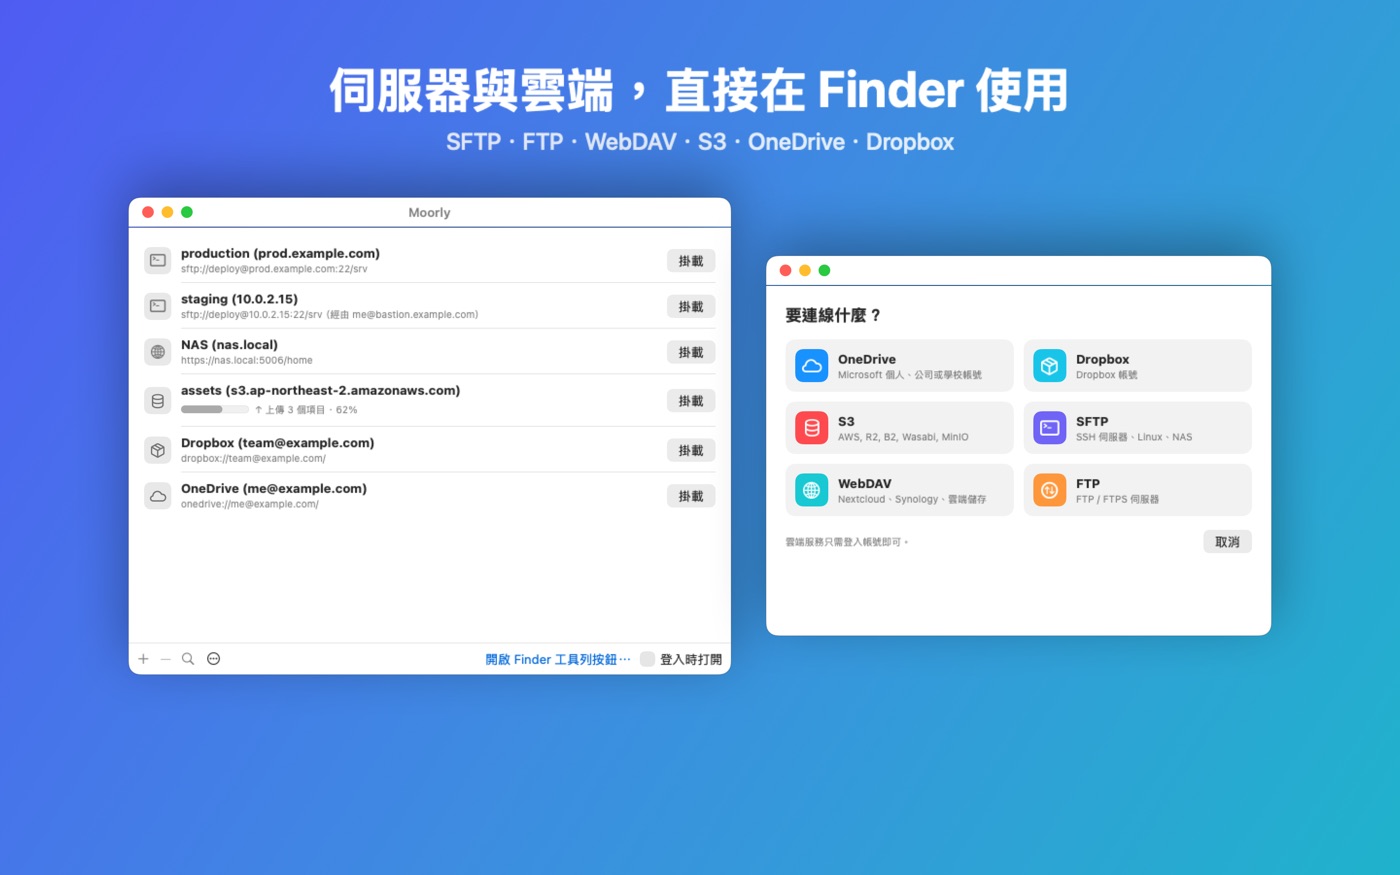 伺服器與雲端，直接在 Finder 使用
SFTP · FTP · WebDAV · S3 · OneDrive · Dropbox
Moorly
production (prod.example.com)
sftp://deploy@prod.example.com:22/srv
掛載
staging (10.0.2.15)
sftp://deploy@10.0.2.15:22/srv (經由 me@bastion.example.com)
掛載
NAS (nas.local)
https://nas.local:5006/home
掛載
assets (s3.ap-northeast-2.amazonaws.com)
↑ 上傳 3 個項目 · 62%
掛載
Dropbox (team@example.com)
dropbox://team@example.com/
掛載
OneDrive (me@example.com)
onedrive://me@example.com/
掛載
開啟 Finder 工具列按鈕⋯
登入時打開
要連線什麼？
OneDrive
Microsoft 個人、公司或學校帳號
Dropbox
Dropbox 帳號
S3
AWS, R2, B2, Wasabi, MinIO
SFTP
SSH 伺服器、Linux、NAS
WebDAV
Nextcloud、Synology、雲端儲存
FTP
FTP / FTPS 伺服器
雲端服務只需登入帳號即可。
取消